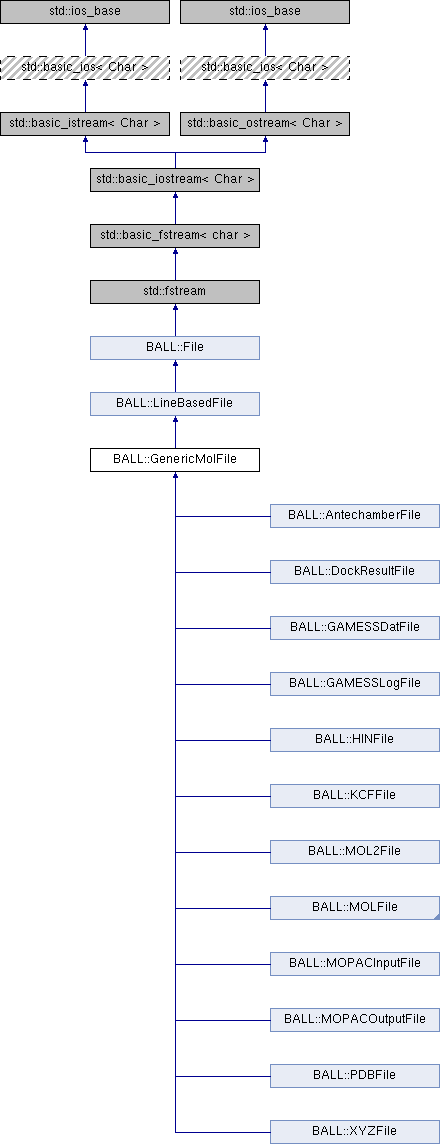 std::ios_base
std::ios_base
std::basic_ios< Char >
std::basic_ios< Char >
std::basic_istream< Char >
std::basic_ostream< Char >
std::basic_iostream< Char >
std::basic_fstream< char >
std::fstream
BALL::File
BALL::LineBasedFile
BALL::GenericMolFile
BALL::AntechamberFile
BALL::DockResultFile
BALL::GAMESSDatFile
BALL::GAMESSLogFile
BALL::HINFile
BALL::KCFFile
BALL::MOL2File
BALL::MOLFile
BALL::MOPACInputFile
BALL::MOPACOutputFile
BALL::PDBFile
BALL::XYZFile